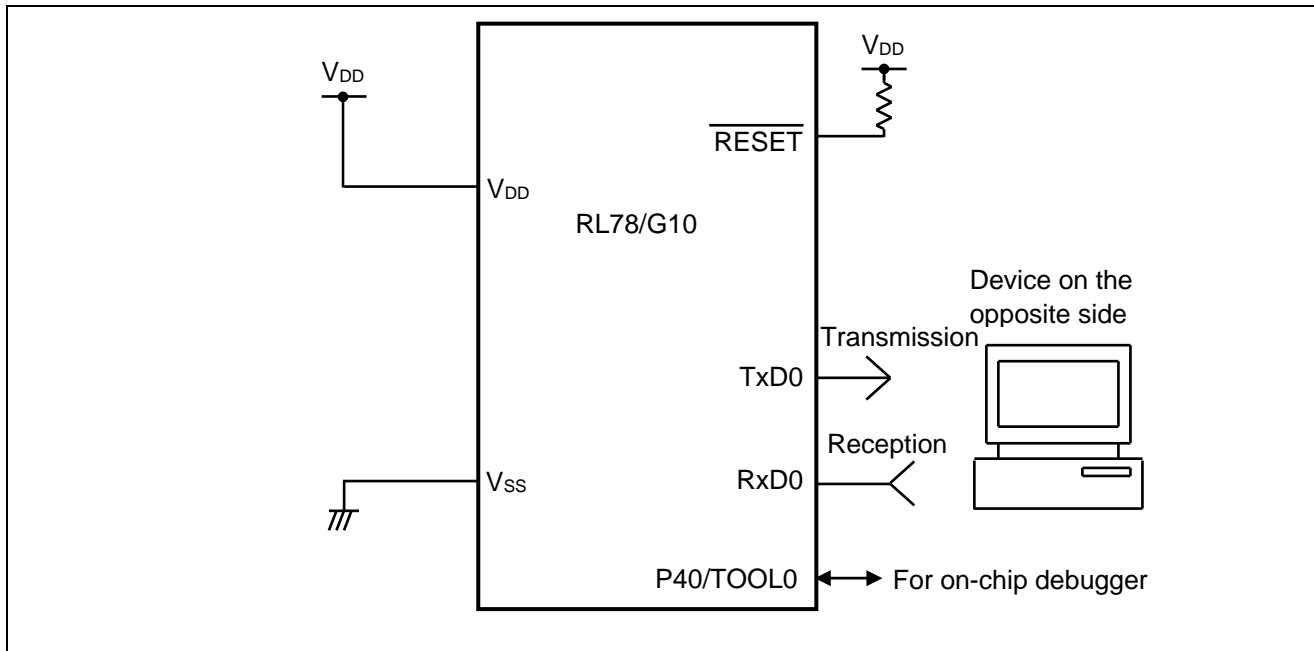 VDD
VDD
RESET
VDD
RL78/G10
Device on the
opposite side
Transmission
TxD0
Reception
RxD0
VSS
P40/TOOL0
For on-chip debugger